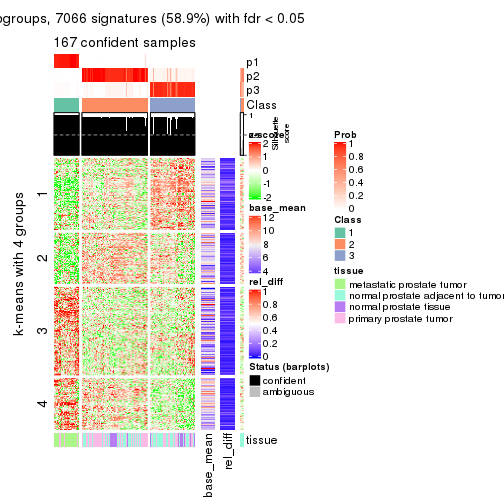 ogroups, 7066 signatures (58.9%) with fdr < 0.05
167 confident samples
p1
p2
p3
Class
1
Silhouette
score
0
z-score
2
1
0
-1
-2
base_mean
12
10
8
6
4
rel_diff
1
0.8
0.6
0.4
0.2
0
Status (barplots)
confident
ambiguous
Prob
1
0.8
0.6
0.4
0.2
0
Class
1
2
3
tissue
metastatic prostate tumor
normal prostate adjacent to tumor
normal prostate tissue
primary prostate tumor
k-means with 4 groups
1
2
3
4
tissue
base_mean
rel_diff